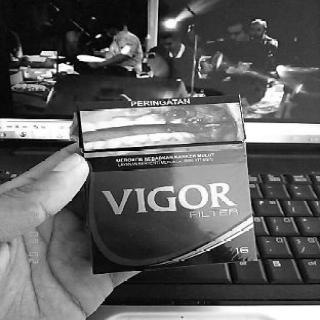 PERINGATAN
MEROKOK SEBABKAN KANKER MULUT
VIGOR
FILTER
16